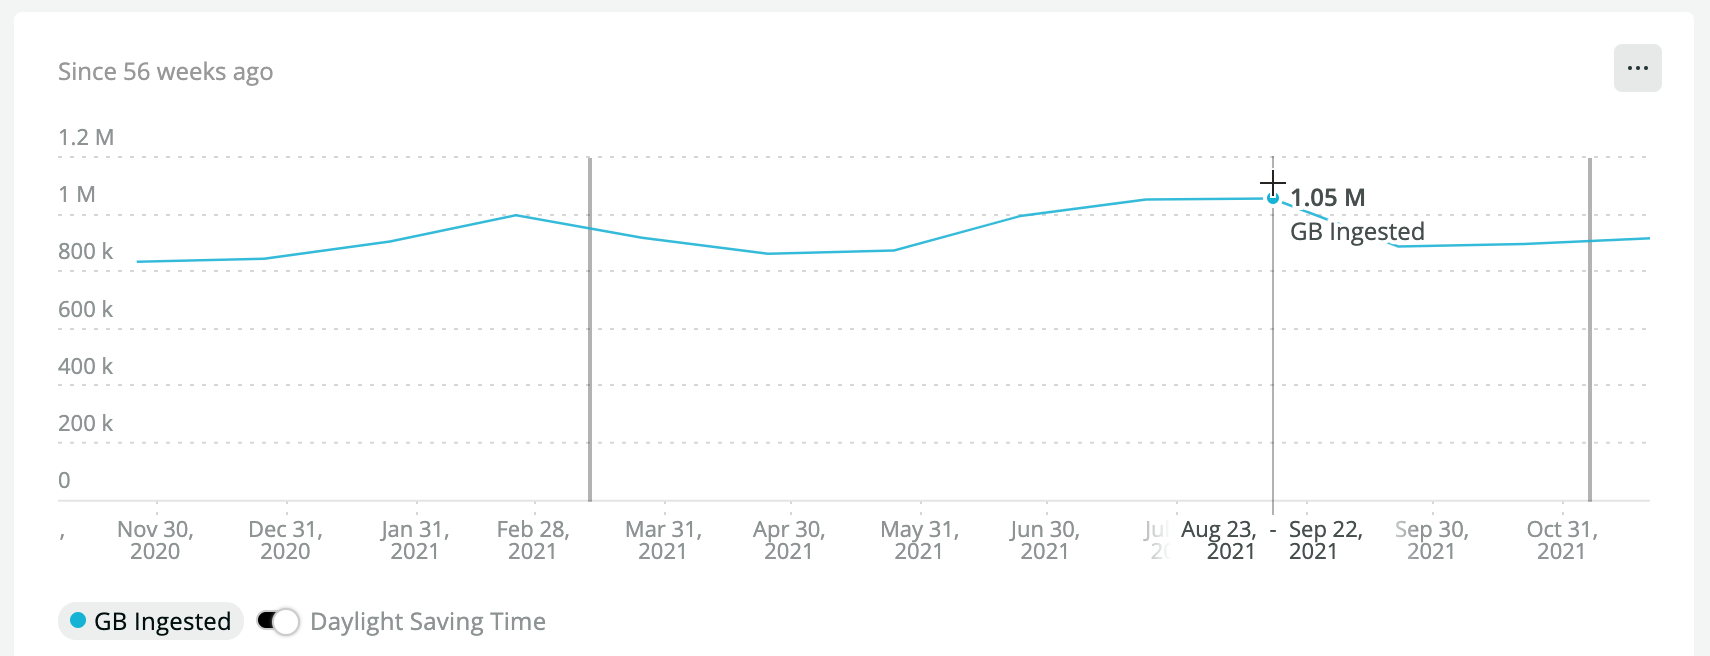 Since 56 weeks ago
...
1.2 M
1 M
800 k
600 k
400 k
200 k
0
1.05 M
GB Ingested
, Nov 30, Dec 31, Jan 31, Feb 28, Mar 31, Apr 30, May 31, Jun 30, Aug 23, - Sep 22, Sep 30, Oct 31,
2020 2020 2021 2021 2021 2021 2021 2021 2021 2021 2021 2021
GB Ingested Daylight Saving Time